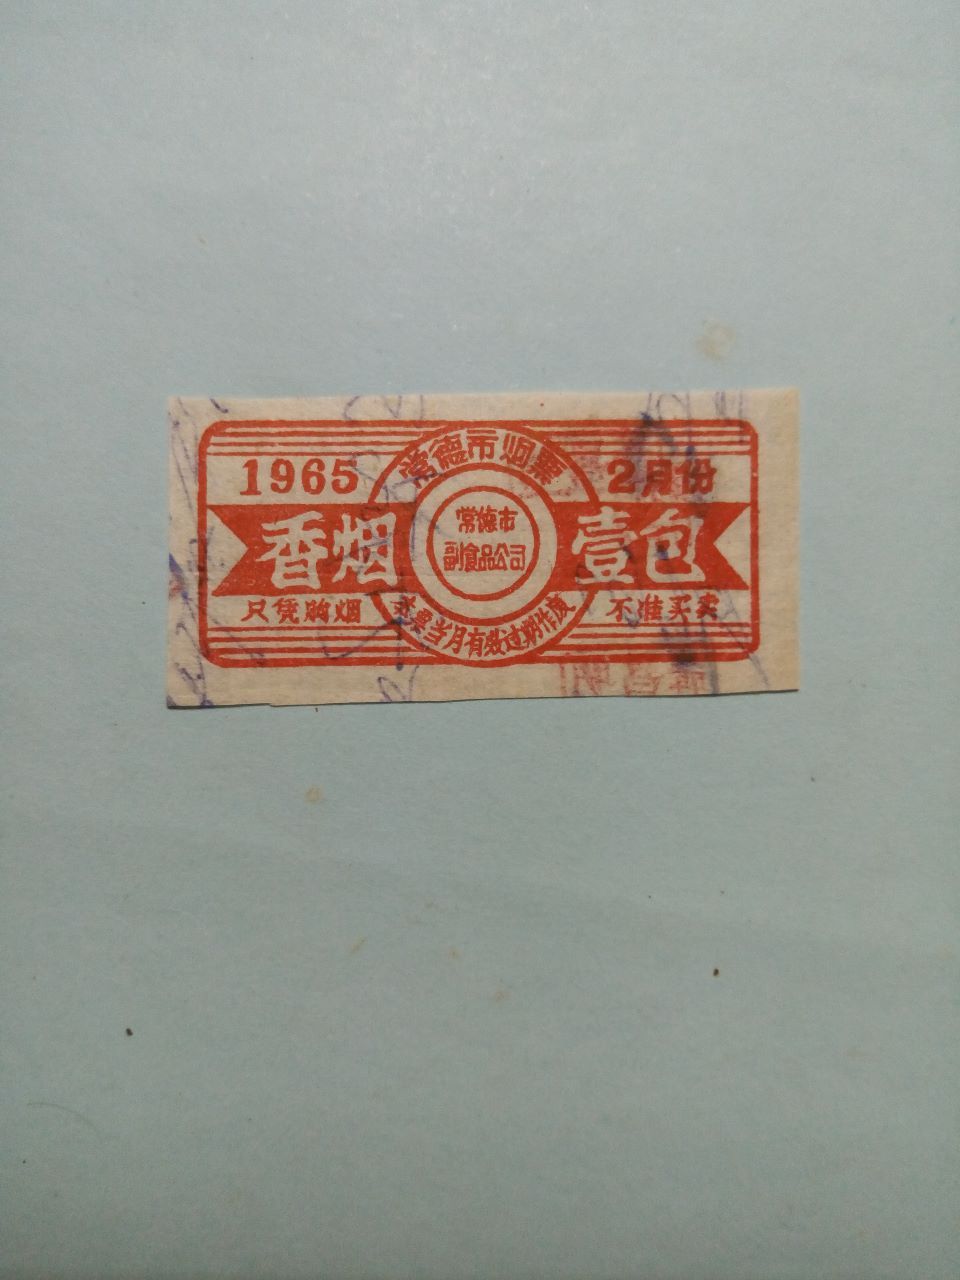 常德市烟票
1965
2月份
香烟
常德市
副食品公司
壹包
只凭购烟
本票当月有效过期作废
不准买卖